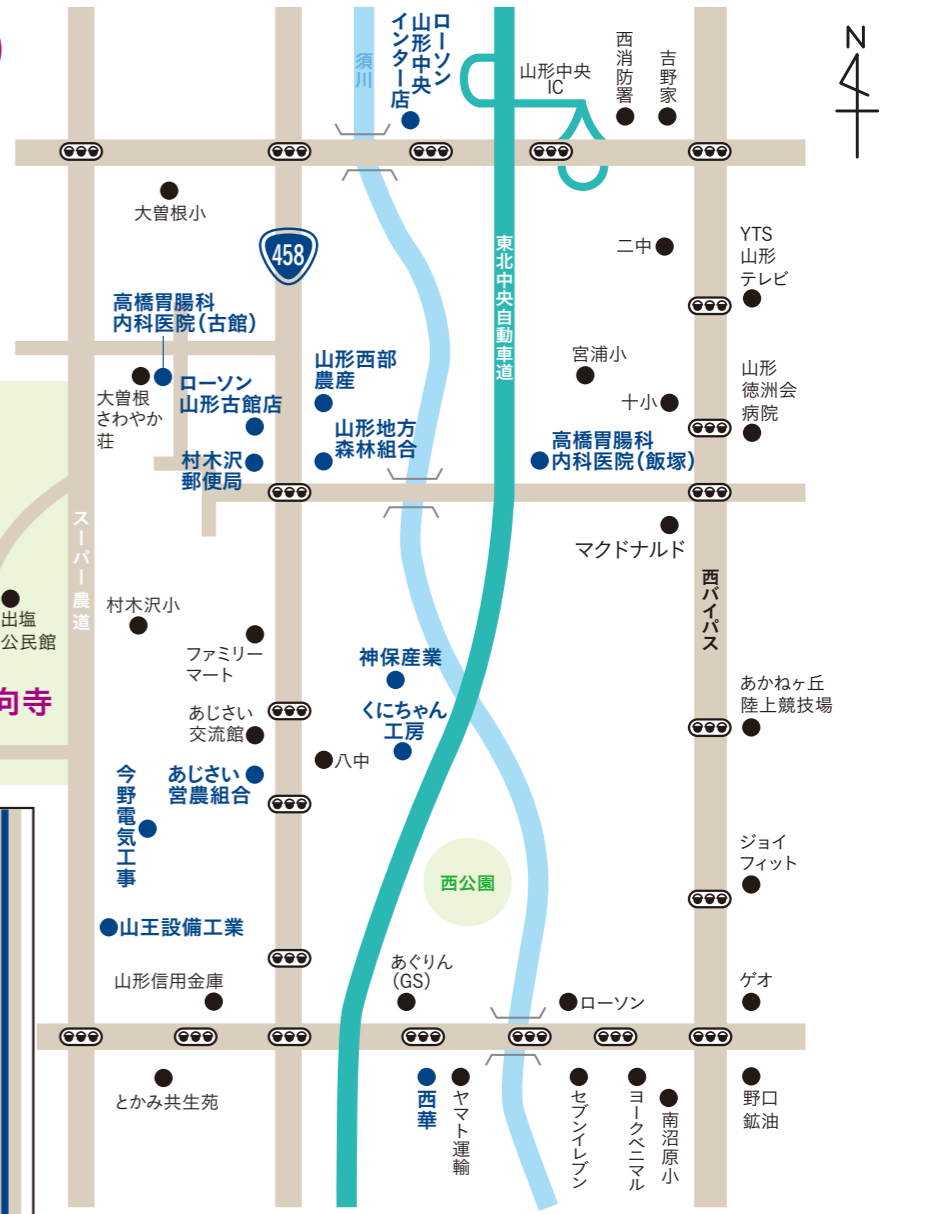 ローソン
山形中央
インター店
須川
山形中央
IC
西消防署
吉野家
N
大曽根小
458
東北中央自動車道
二中
YTS
山形
テレビ
高橋胃腸科
内科医院（古館）
大曽根
さわやか
荘
ローソン
山形古館店
山形西部
農産
宮浦小
山形
徳洲会
病院
十小
村木沢
郵便局
山形地方
森林組合
高橋胃腸科
内科医院（飯塚）
マクドナルド
スーパー農道
西バイパス
出塩
公民館
村木沢小
ファミリー
マート
神保産業
向寺
あじさい
交流館
くにちゃん
工房
あかねヶ丘
陸上競技場
八中
今野電気工事
あじさい
営農組合
ジョイ
フィット
西公園
山王設備工業
山形信用金庫
あぐりん
（GS）
ローソン
ゲオ
とかみ共生苑
西華
ヤマト運輸
セブンイレブン
ヨークベニマル
南沼原小
野口
鉱油